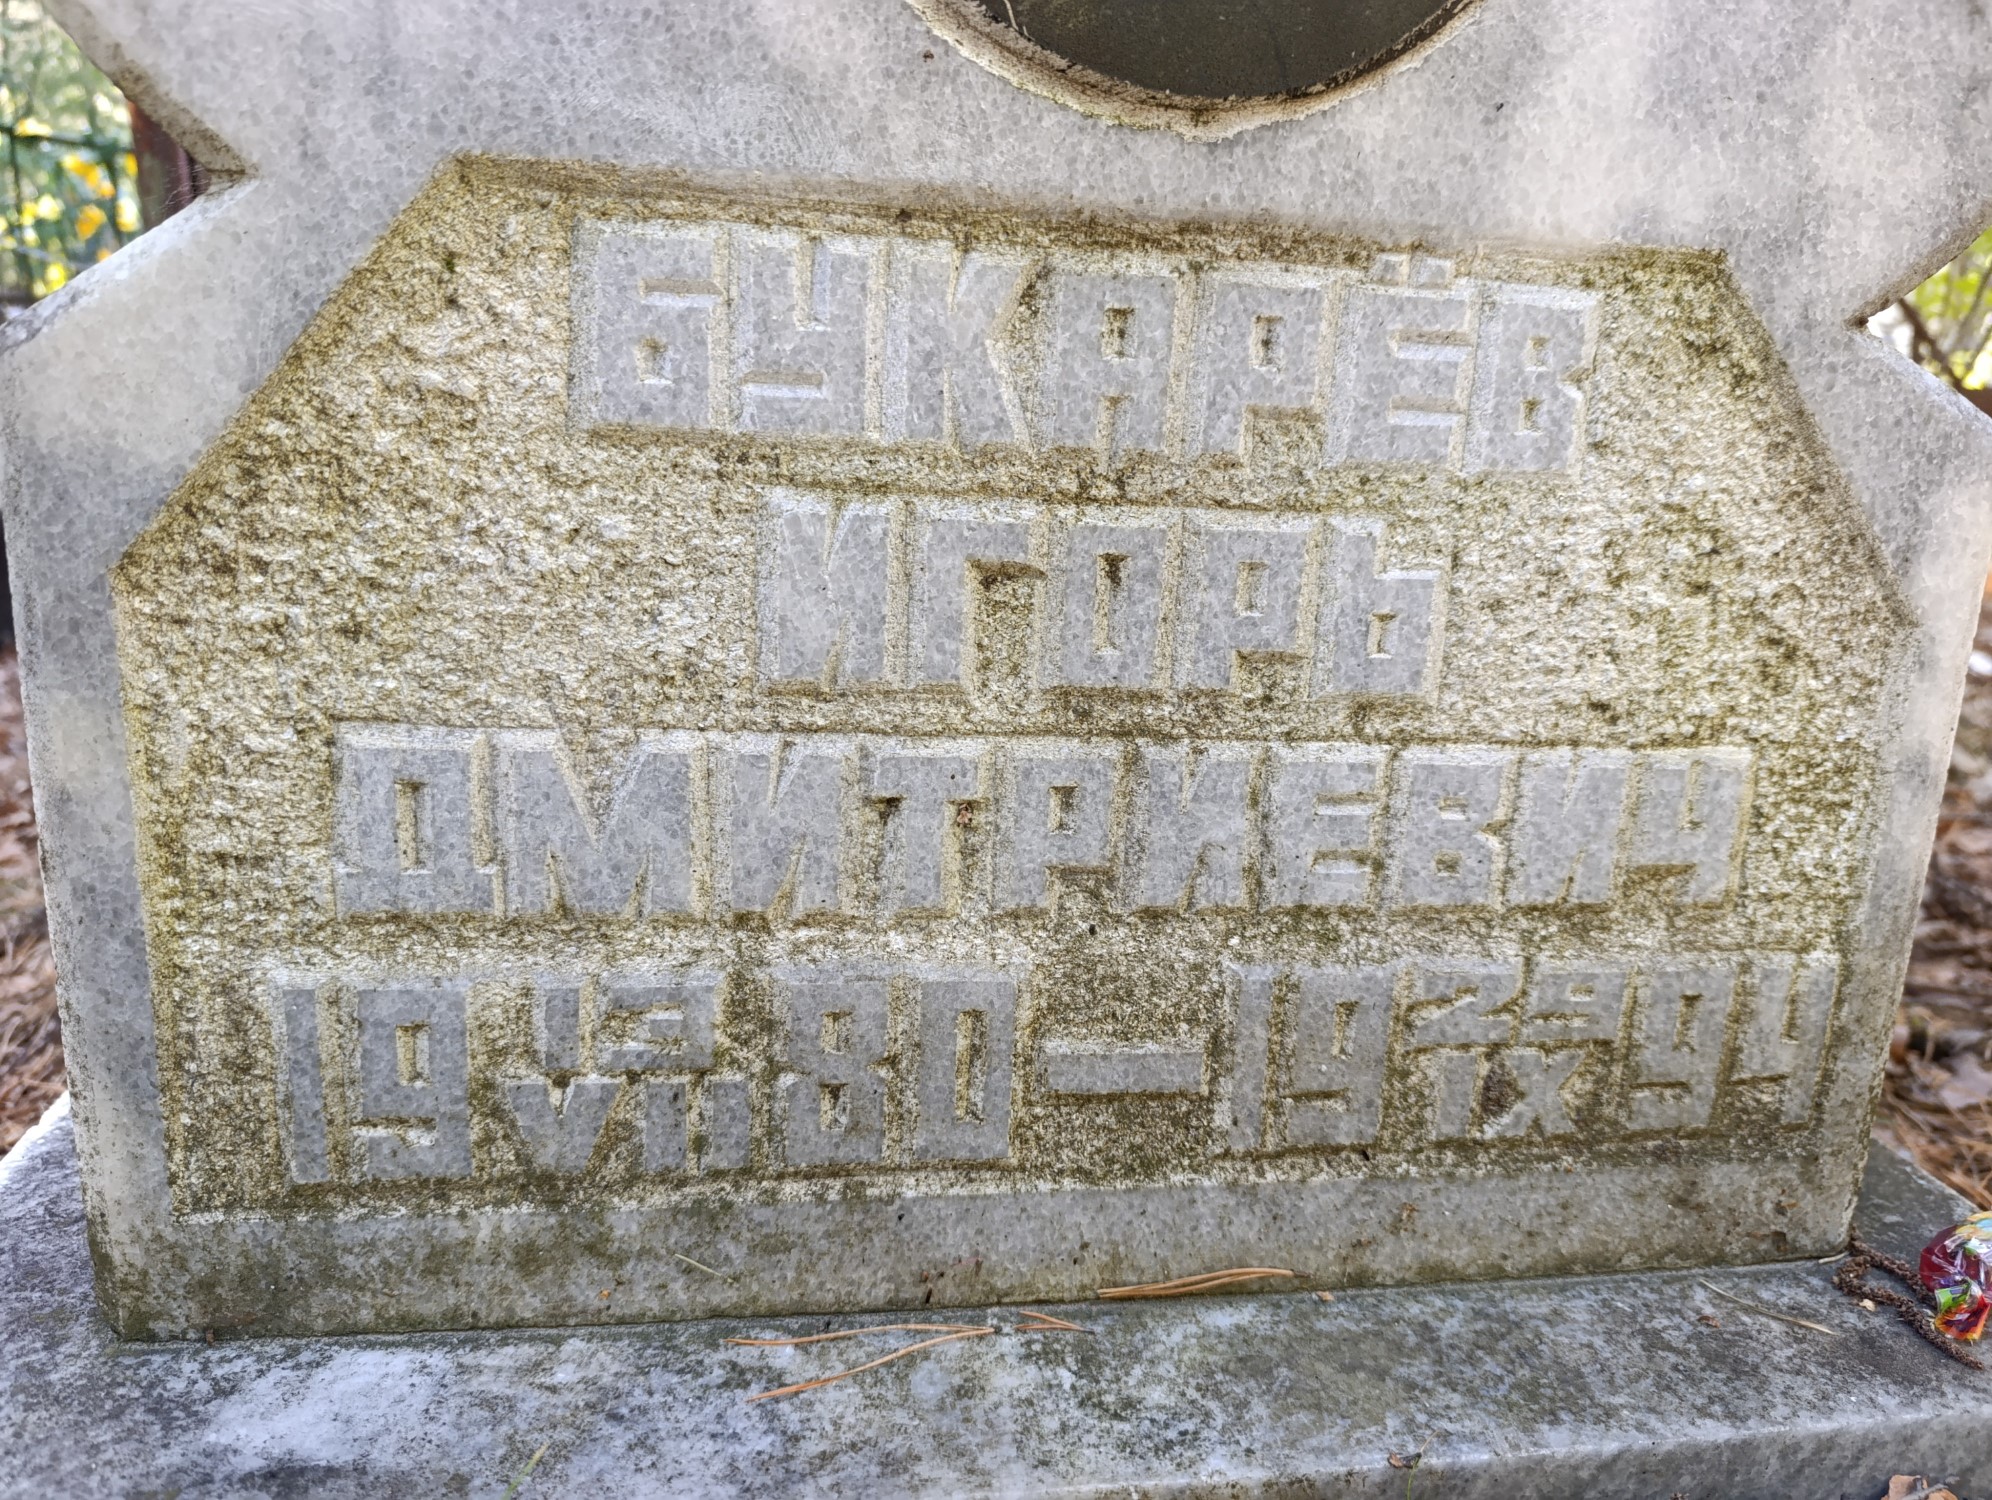 БУКАРЁВ
ИГОРЬ
ДМИТРИЕВИЧ
19 13/VII 80 — 19 29/IX 94